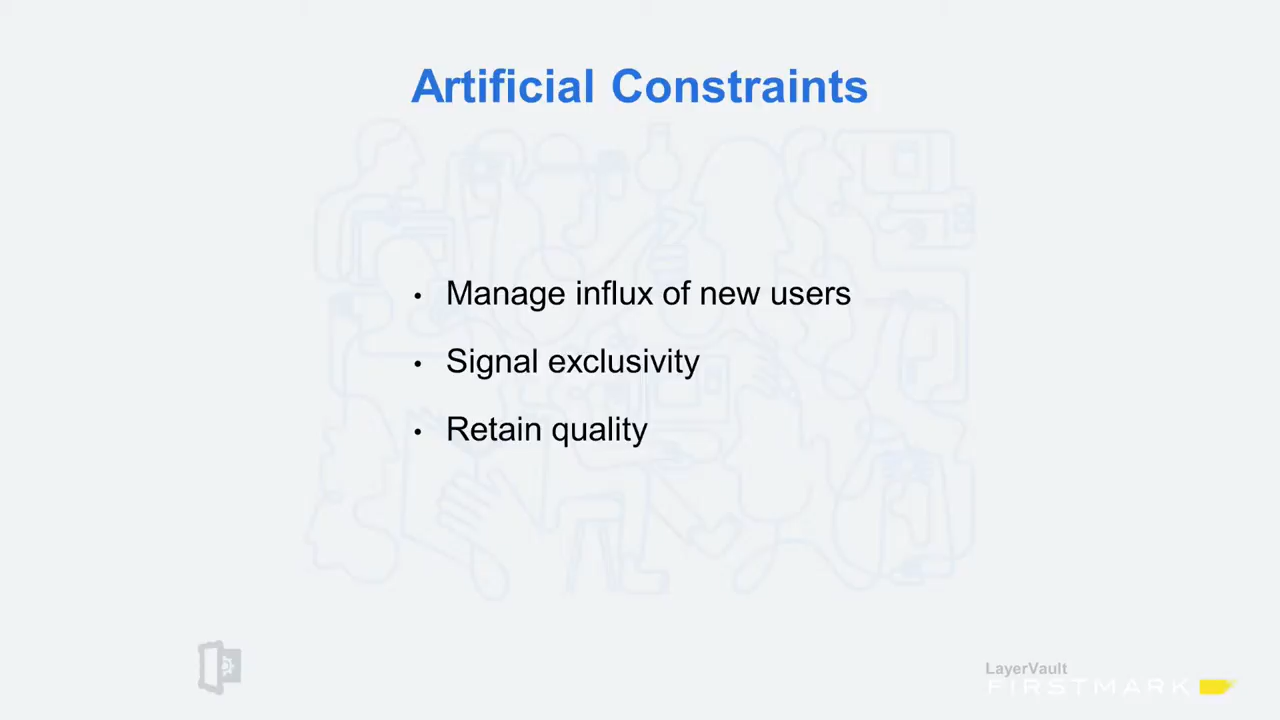 Artificial Constraints
• Manage influx of new users
• Signal exclusivity
• Retain quality
LayerVault
FIRSTMARK